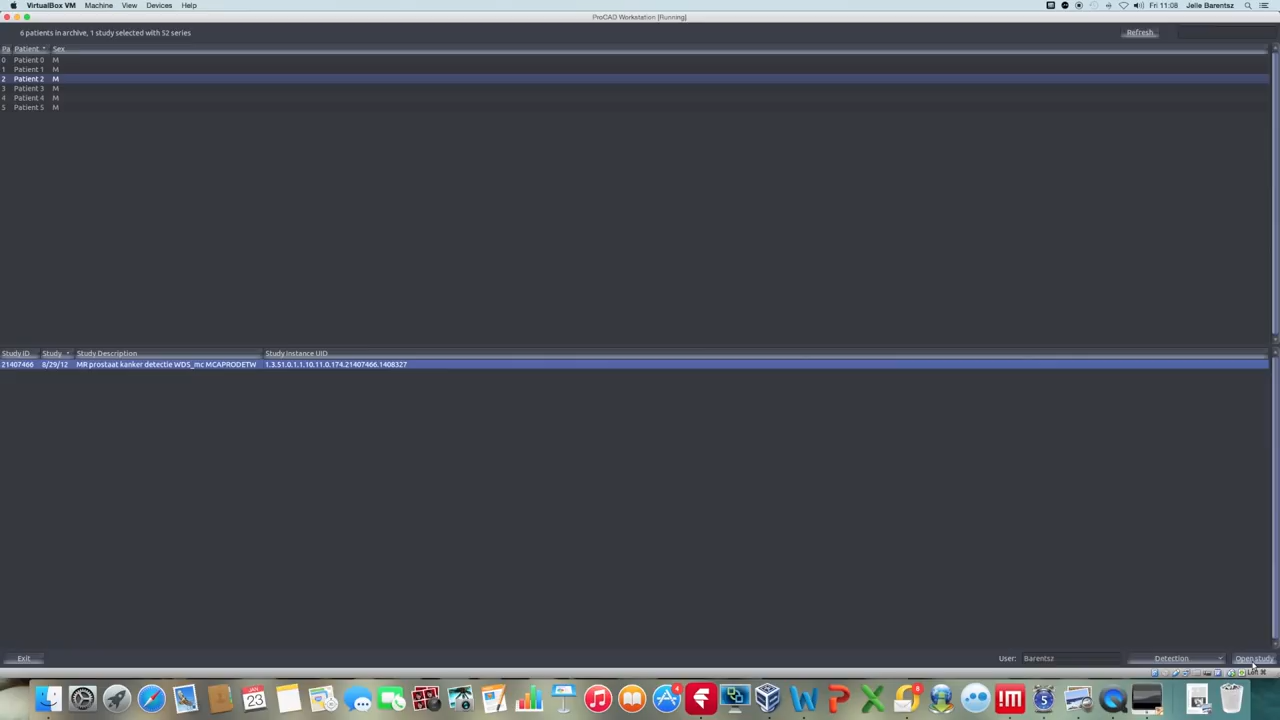 VirtualBox VM Machine View Devices Help Fri 11:08 Jelle Barentsz
ProCAD Workstation [Running]
6 patients in archive, 1 study selected with 52 series Refresh
Pa Patient Sex
0 Patient 0 M
1 Patient 1 M
2 Patient 2 M
3 Patient 3 M
4 Patient 4 M
5 Patient 5 M
Study ID Study Study Description Study Instance UID
21407466 8/29/12 MR prostaat kanker detectie WDS_mc MCAPRODETW 1.3.51.0.1.1.10.11.0.174.21407466.1408327
Exit User: Barentsz Detection Open study
Left ⌘
JAN
23